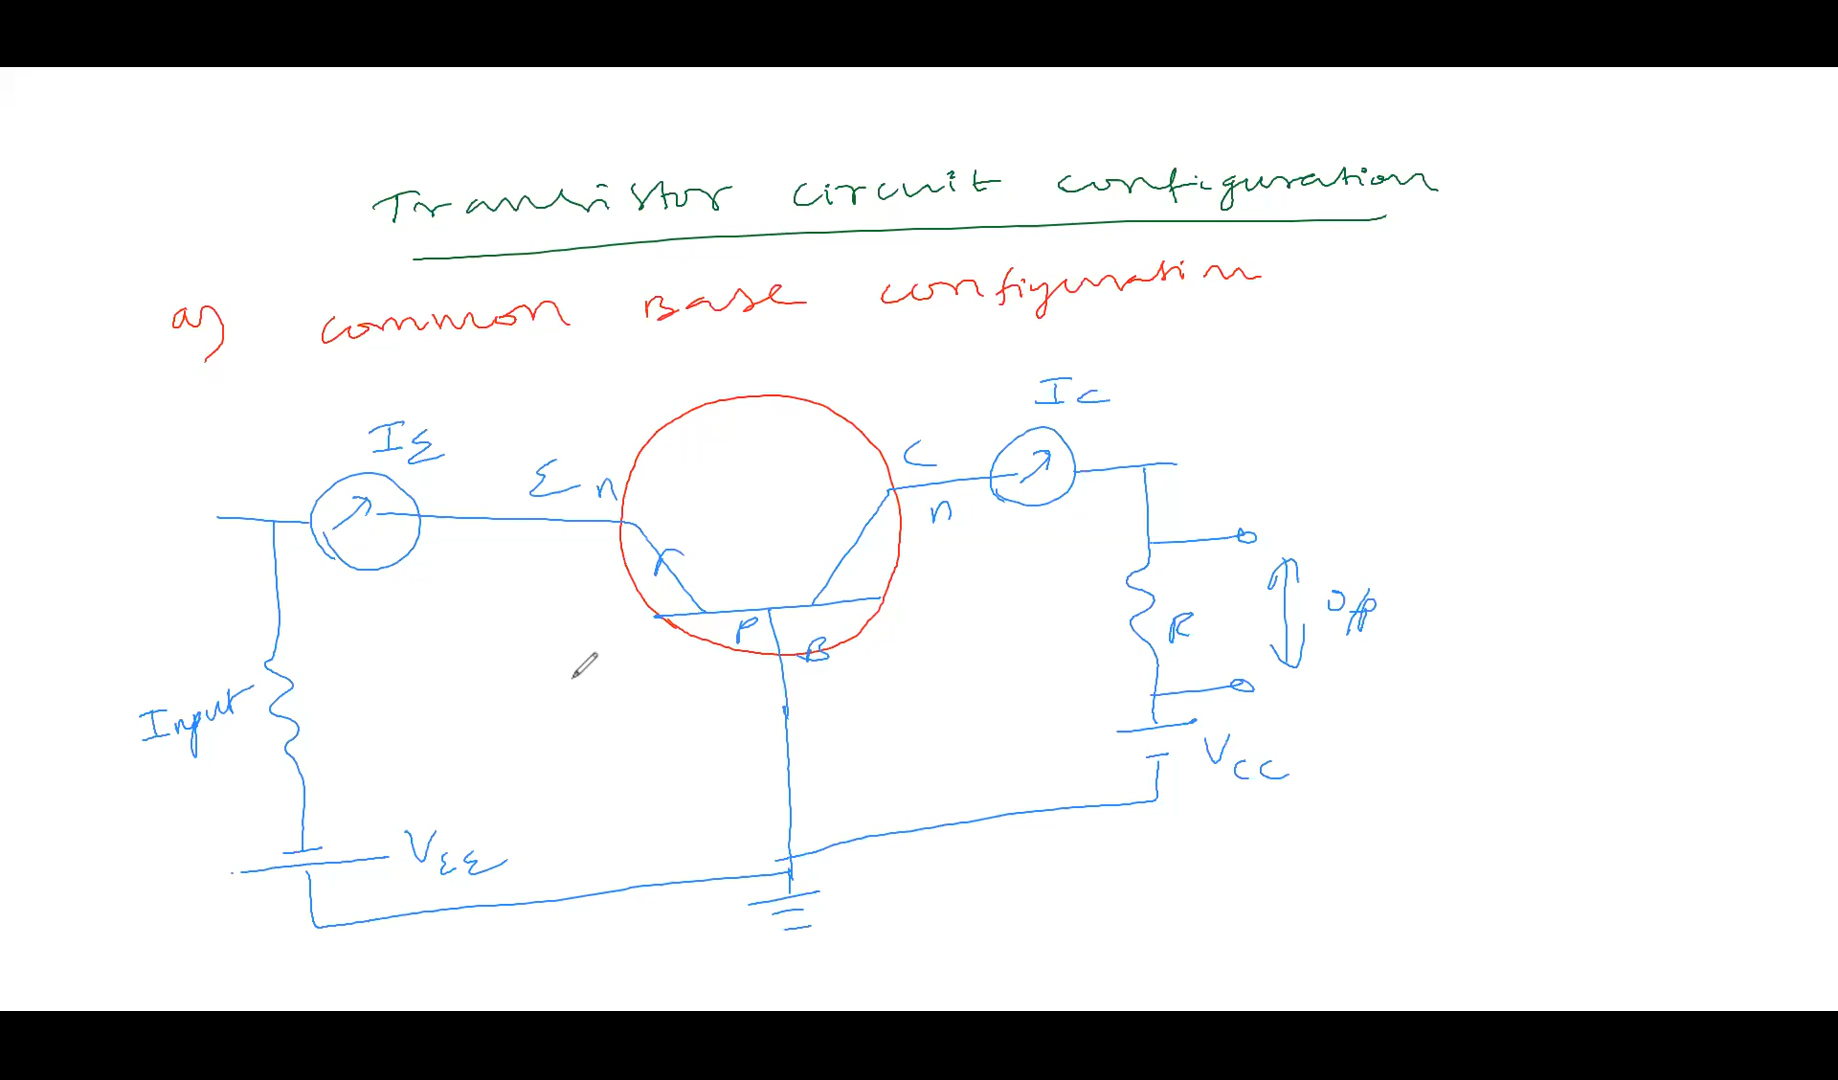 Transistor circuit configuration
a) common Base configuration
IE
IC
E n
C
n
P
B
Input
R
O/p
VCC
VEE